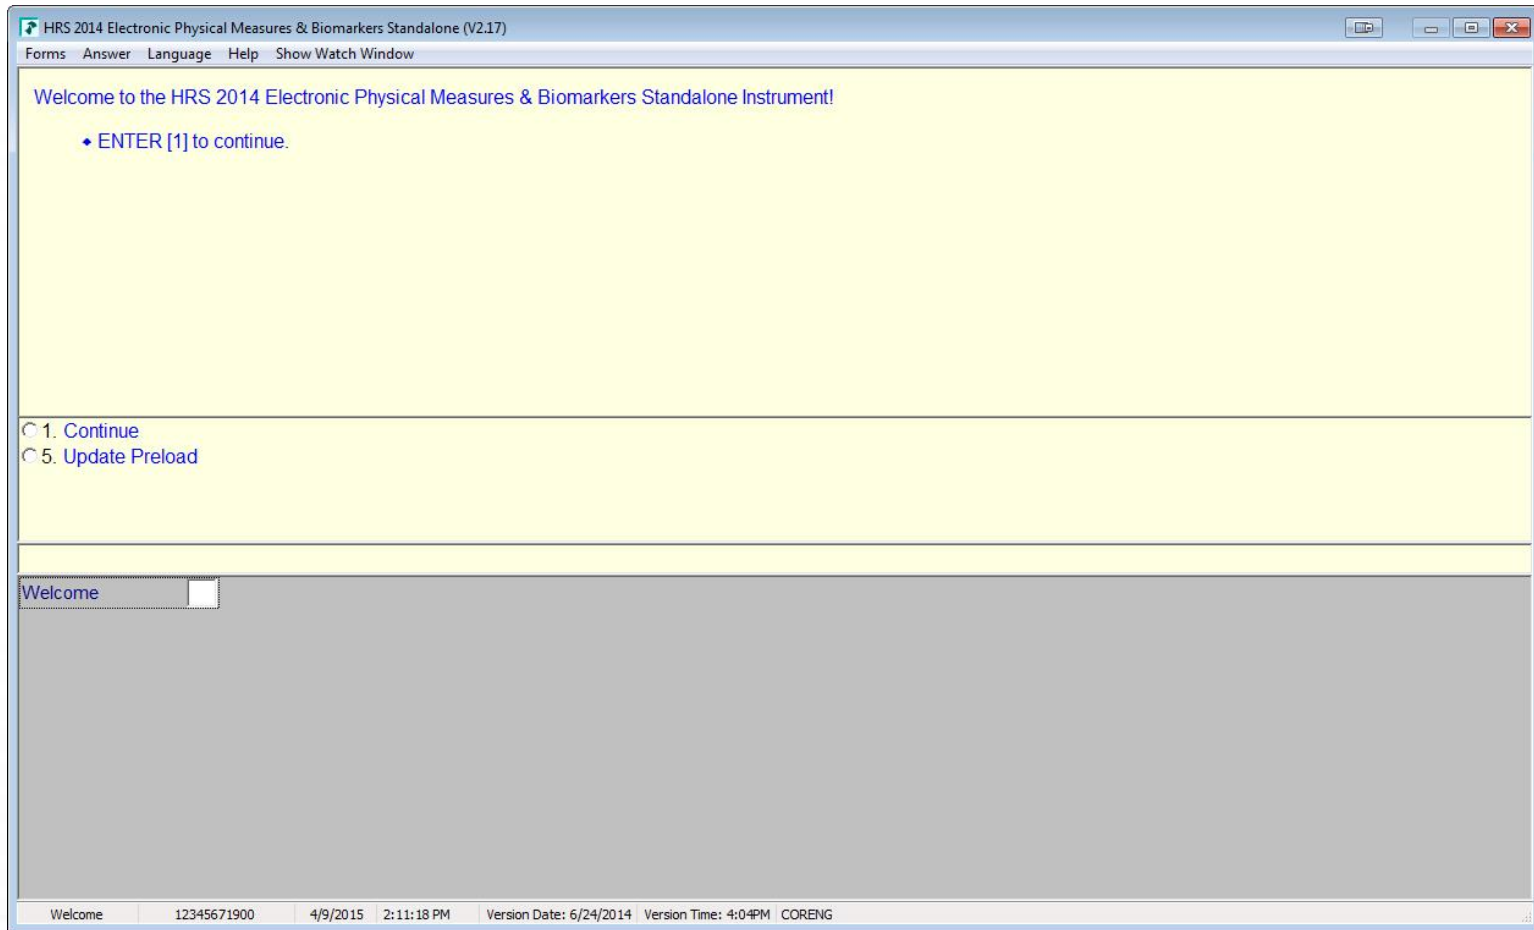 HRS 2014 Electronic Physical Measures & Biomarkers Standalone (V2.17)
Forms Answer Language Help Show Watch Window
Welcome to the HRS 2014 Electronic Physical Measures & Biomarkers Standalone Instrument!
ENTER [1] to continue.
1. Continue
5. Update Preload
Welcome
Welcome 12345671900 4/9/2015 2:11:18 PM Version Date: 6/24/2014 Version Time: 4:04PM CORENG